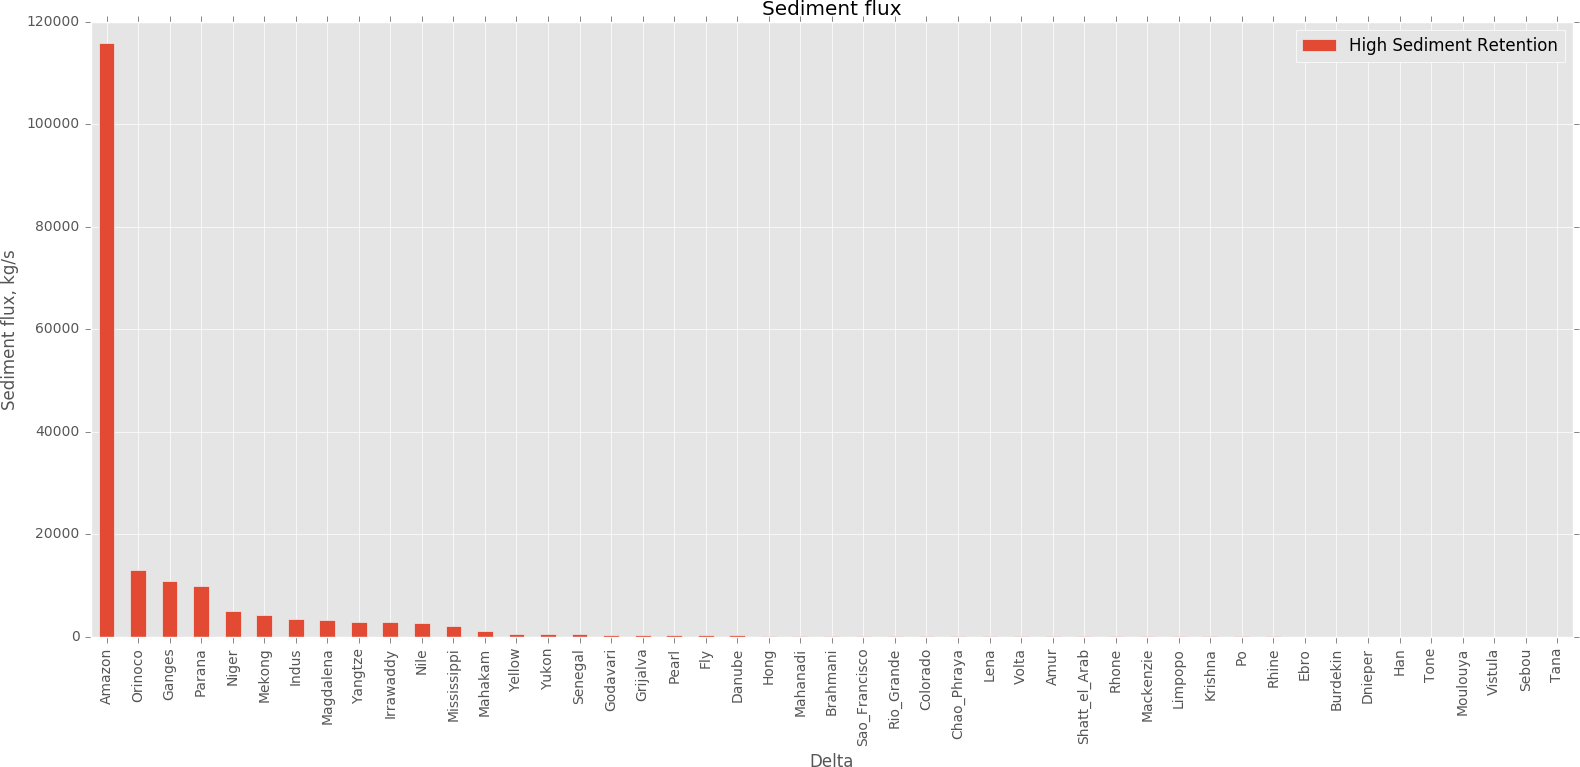 Sediment flux
High Sediment Retention
120000
100000
80000
60000
40000
20000
0
Sediment flux, kg/s
Amazon
Orinoco
Ganges
Parana
Niger
Mekong
Indus
Magdalena
Yangtze
Irrawaddy
Nile
Mississippi
Mahakam
Yellow
Yukon
Senegal
Godavari
Grijalva
Pearl
Fly
Danube
Hong
Mahanadi
Brahmani
Sao_Francisco
Rio_Grande
Colorado
Chao_Phraya
Lena
Volta
Amur
Shatt_el_Arab
Rhone
Mackenzie
Limpopo
Krishna
Po
Rhine
Ebro
Burdekin
Dnieper
Han
Tone
Moulouya
Vistula
Sebou
Tana
Delta